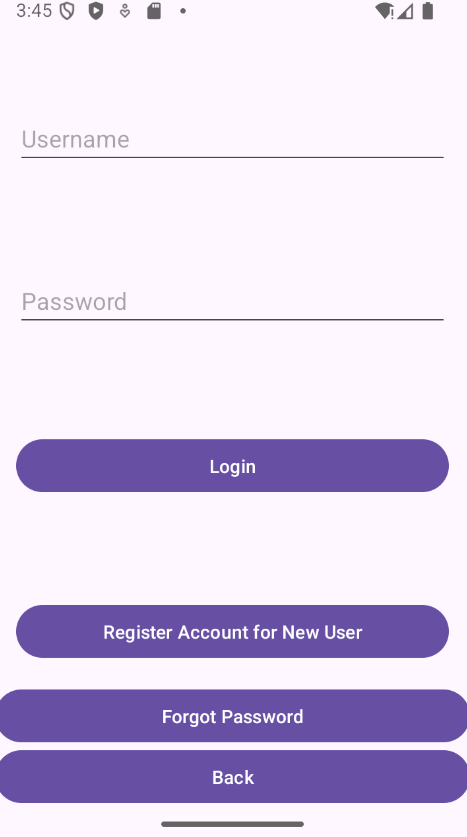 3:45
Username
Password
Login
Register Account for New User
Forgot Password
Back